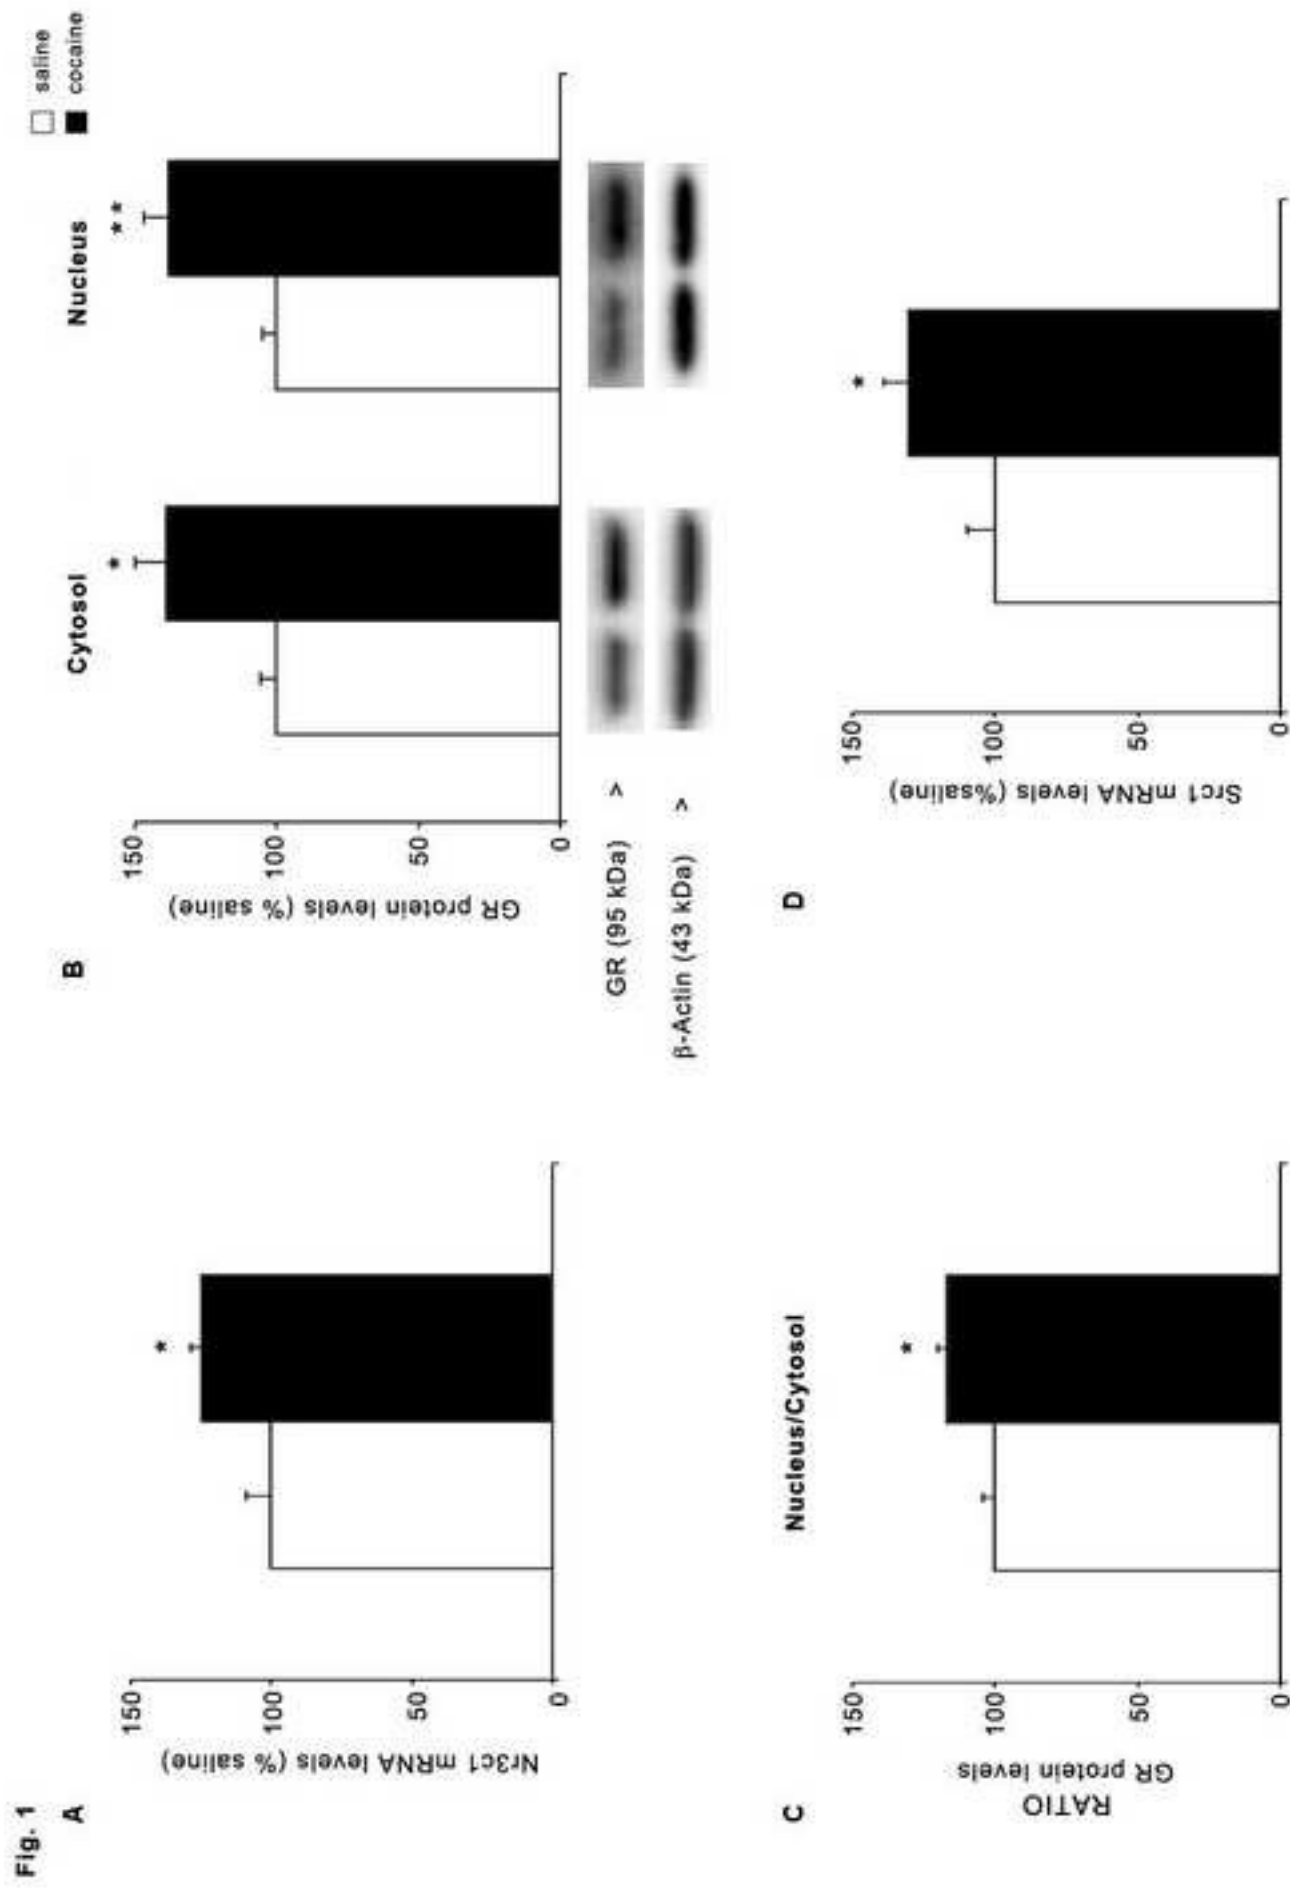 Fig. 1
saline
cocaine
A
Nr3c1 mRNA levels (% saline)
150
100
50
0
*
B
GR protein levels (% saline)
150
100
50
0
Cytosol
Nucleus
*
**
GR (95 kDa) >
β-Actin (43 kDa) >
C
Nucleus/Cytosol
RATIO
GR protein levels
150
100
50
0
*
D
Src1 mRNA levels (%saline)
150
100
50
0
*